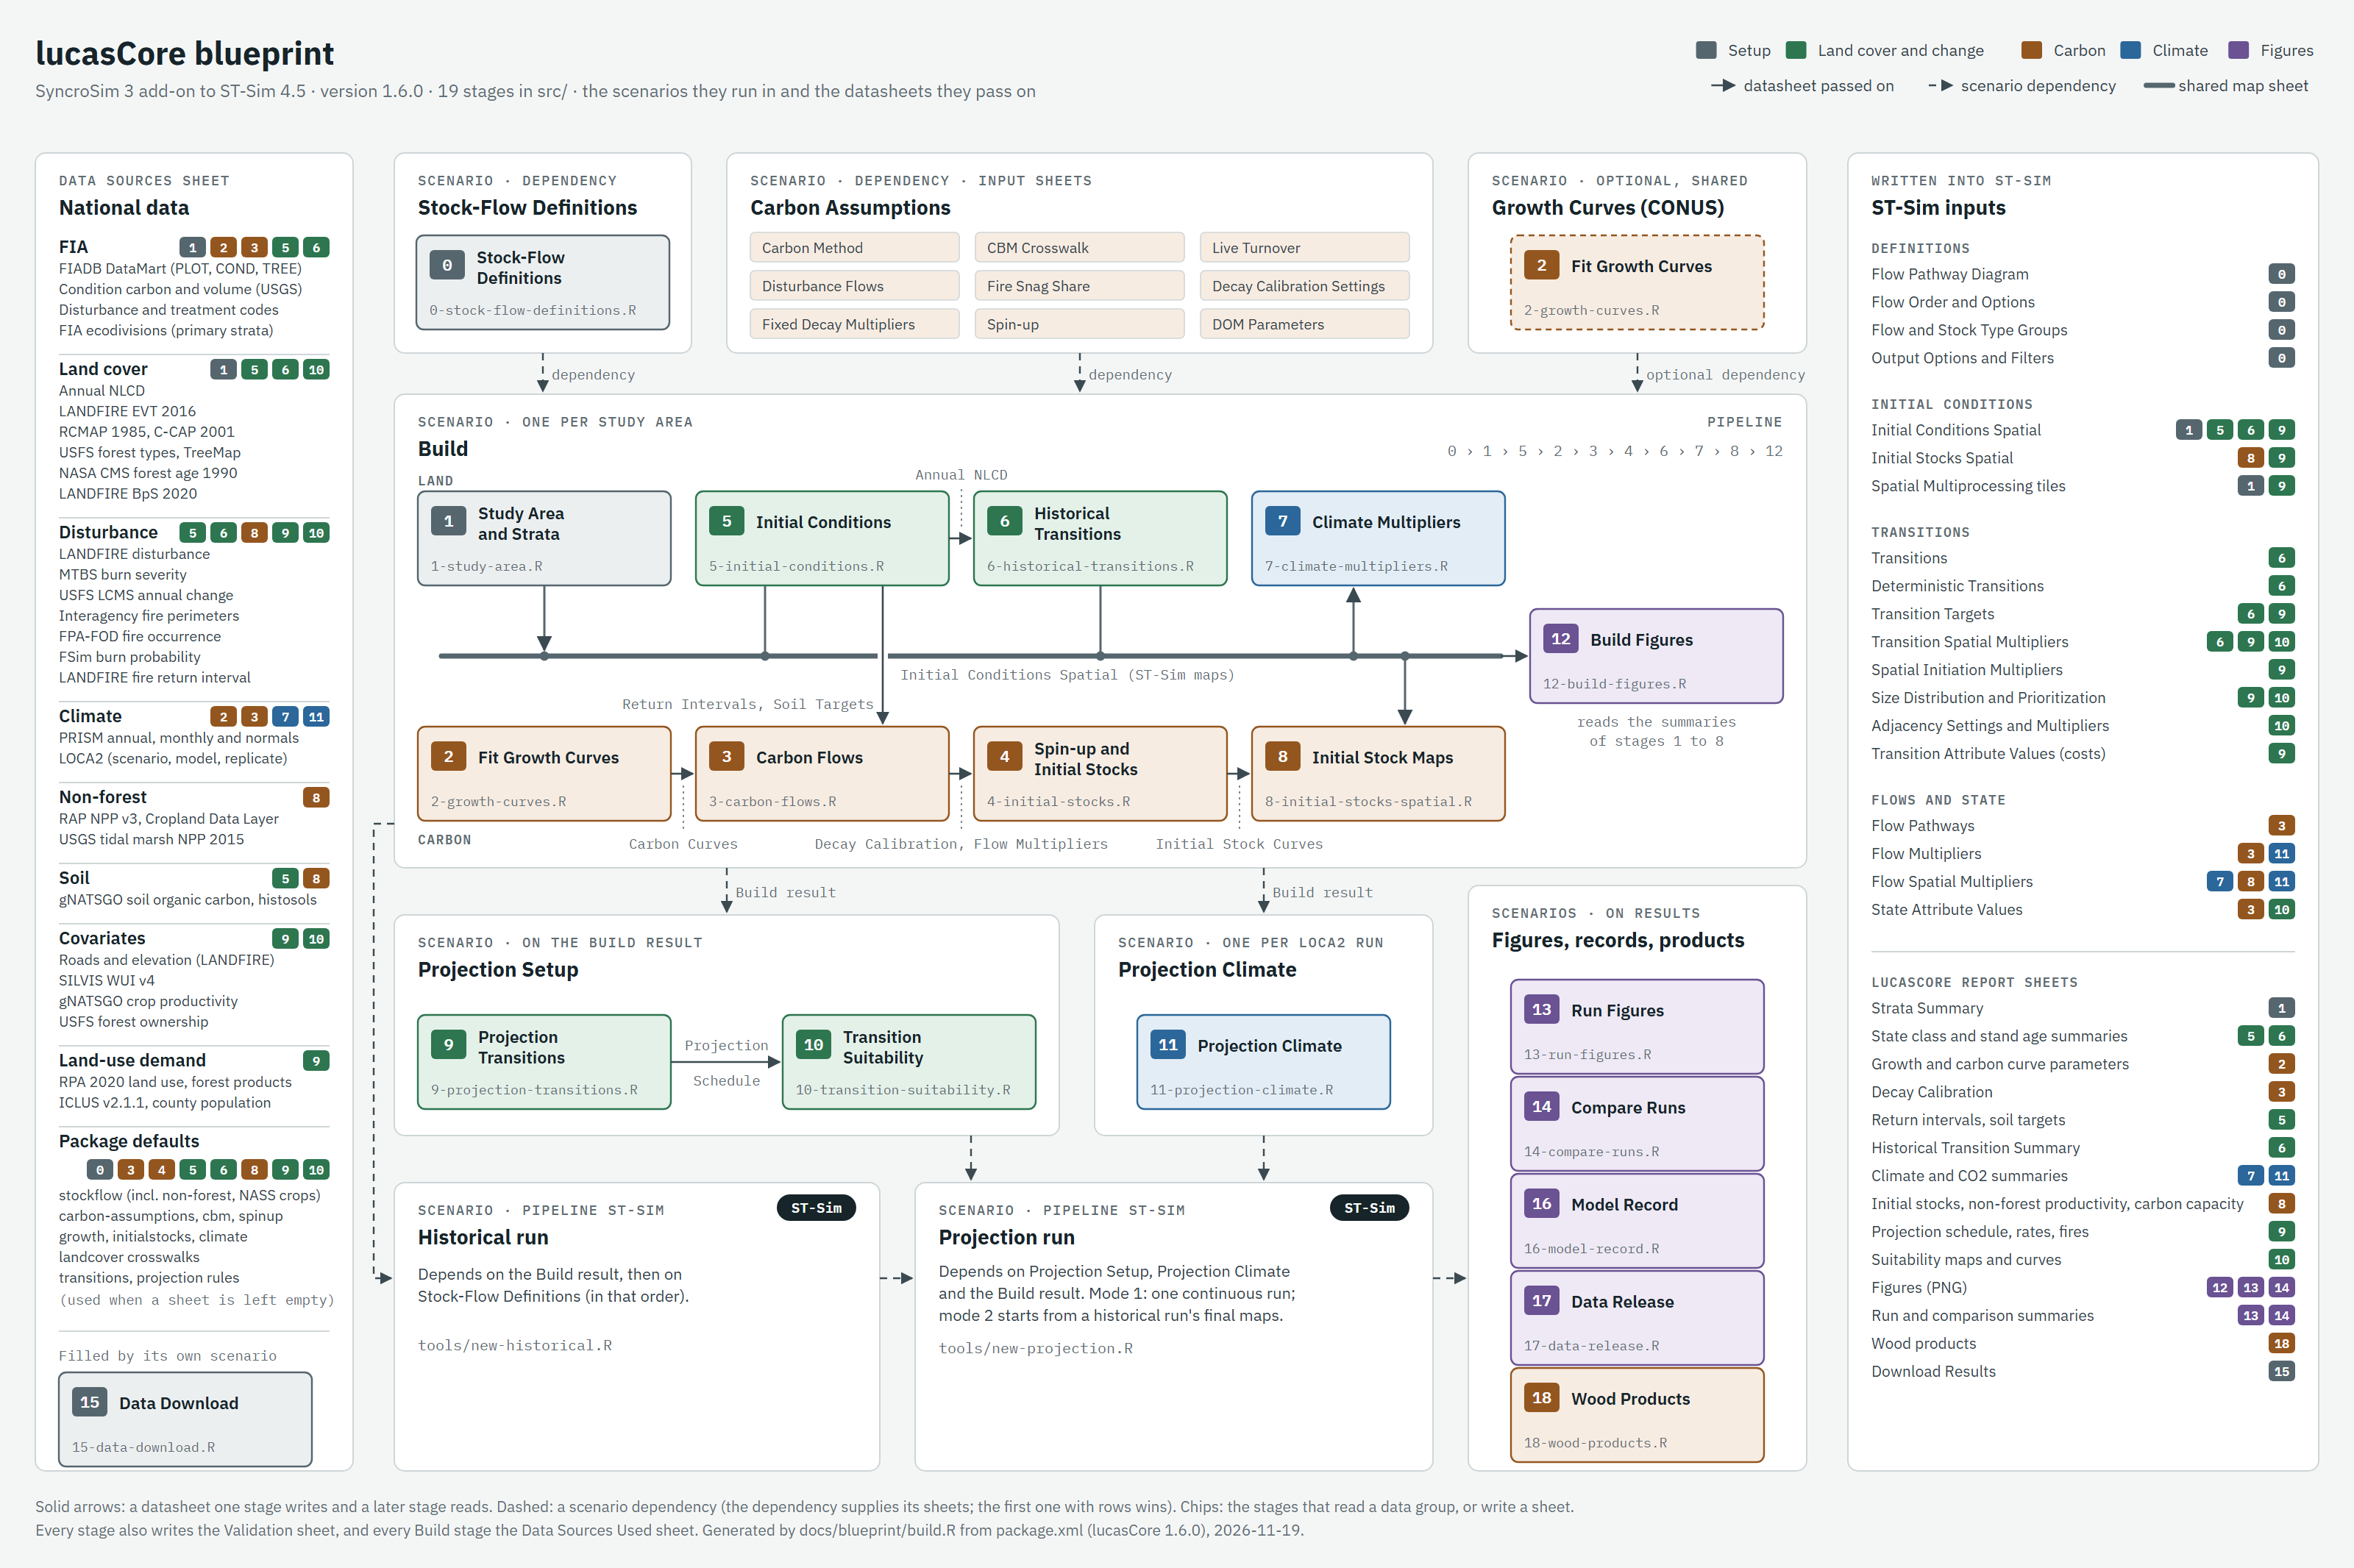 lucasCore blueprint
SyncroSim 3 add-on to ST-Sim 4.5 · version 1.6.0 · 19 stages in src/ · the scenarios they run in and the datasheets they pass on
Setup
Land cover and change
Carbon
Climate
Figures
datasheet passed on
scenario dependency
shared map sheet
DATA SOURCES SHEET
National data
FIA 1 2 3 5 6
FIADB DataMart (PLOT, COND, TREE)
Condition carbon and volume (USGS)
Disturbance and treatment codes
FIA ecodivisions (primary strata)
Land cover 1 5 6 10
Annual NLCD
LANDFIRE EVT 2016
RCMAP 1985, C-CAP 2001
USFS forest types, TreeMap
NASA CMS forest age 1990
LANDFIRE BpS 2020
Disturbance 5 6 8 9 10
LANDFIRE disturbance
MTBS burn severity
USFS LCMS annual change
Interagency fire perimeters
FPA-FOD fire occurrence
FSim burn probability
LANDFIRE fire return interval
Climate 2 3 7 11
PRISM annual, monthly and normals
LOCA2 (scenario, model, replicate)
Non-forest 8
RAP NPP v3, Cropland Data Layer
USGS tidal marsh NPP 2015
Soil 5 8
gNATSGO soil organic carbon, histosols
Covariates 9 10
Roads and elevation (LANDFIRE)
SILVIS WUI v4
gNATSGO crop productivity
USFS forest ownership
Land-use demand 9
RPA 2020 land use, forest products
ICLUS v2.1.1, county population
Package defaults
0 3 4 5 6 8 9 10
stockflow (incl. non-forest, NASS crops)
carbon-assumptions, cbm, spinup
growth, initialstocks, climate
landcover crosswalks
transitions, projection rules
(used when a sheet is left empty)
Filled by its own scenario
15 Data Download
15-data-download.R
SCENARIO · DEPENDENCY
Stock-Flow Definitions
0 Stock-Flow
Definitions
0-stock-flow-definitions.R
dependency
SCENARIO · DEPENDENCY · INPUT SHEETS
Carbon Assumptions
Carbon Method
CBM Crosswalk
Live Turnover
Disturbance Flows
Fire Snag Share
Decay Calibration Settings
Fixed Decay Multipliers
Spin-up
DOM Parameters
dependency
SCENARIO · OPTIONAL, SHARED
Growth Curves (CONUS)
2 Fit Growth Curves
2-growth-curves.R
optional dependency
SCENARIO · ONE PER STUDY AREA
Build
PIPELINE
0 › 1 › 5 › 2 › 3 › 4 › 6 › 7 › 8 › 12
LAND
Annual NLCD
1 Study Area
and Strata
1-study-area.R
5 Initial Conditions
5-initial-conditions.R
6 Historical
Transitions
6-historical-transitions.R
7 Climate Multipliers
7-climate-multipliers.R
12 Build Figures
12-build-figures.R
reads the summaries
of stages 1 to 8
Initial Conditions Spatial (ST-Sim maps)
Return Intervals, Soil Targets
2 Fit Growth Curves
2-growth-curves.R
3 Carbon Flows
3-carbon-flows.R
4 Spin-up and
Initial Stocks
4-initial-stocks.R
8 Initial Stock Maps
8-initial-stocks-spatial.R
CARBON
Carbon Curves
Decay Calibration, Flow Multipliers
Initial Stock Curves
Build result
Build result
SCENARIO · ON THE BUILD RESULT
Projection Setup
9 Projection
Transitions
9-projection-transitions.R
Projection
Schedule
10 Transition
Suitability
10-transition-suitability.R
SCENARIO · ONE PER LOCA2 RUN
Projection Climate
11 Projection Climate
11-projection-climate.R
SCENARIO · PIPELINE ST-SIM
ST-Sim
Historical run
Depends on the Build result, then on
Stock-Flow Definitions (in that order).
tools/new-historical.R
SCENARIO · PIPELINE ST-SIM
ST-Sim
Projection run
Depends on Projection Setup, Projection Climate
and the Build result. Mode 1: one continuous run;
mode 2 starts from a historical run's final maps.
tools/new-projection.R
SCENARIOS · ON RESULTS
Figures, records, products
13 Run Figures
13-run-figures.R
14 Compare Runs
14-compare-runs.R
16 Model Record
16-model-record.R
17 Data Release
17-data-release.R
18 Wood Products
18-wood-products.R
WRITTEN INTO ST-SIM
ST-Sim inputs
DEFINITIONS
Flow Pathway Diagram 0
Flow Order and Options 0
Flow and Stock Type Groups 0
Output Options and Filters 0
INITIAL CONDITIONS
Initial Conditions Spatial 1 5 6 9
Initial Stocks Spatial 8 9
Spatial Multiprocessing tiles 1 9
TRANSITIONS
Transitions 6
Deterministic Transitions 6
Transition Targets 6 9
Transition Spatial Multipliers 6 9 10
Spatial Initiation Multipliers 9
Size Distribution and Prioritization 9 10
Adjacency Settings and Multipliers 10
Transition Attribute Values (costs) 9
FLOWS AND STATE
Flow Pathways 3
Flow Multipliers 3 11
Flow Spatial Multipliers 7 8 11
State Attribute Values 3 10
LUCASCORE REPORT SHEETS
Strata Summary 1
State class and stand age summaries 5 6
Growth and carbon curve parameters 2
Decay Calibration 3
Return intervals, soil targets 5
Historical Transition Summary 6
Climate and CO2 summaries 7 11
Initial stocks, non-forest productivity, carbon capacity 8
Projection schedule, rates, fires 9
Suitability maps and curves 10
Figures (PNG) 12 13 14
Run and comparison summaries 13 14
Wood products 18
Download Results 15
Solid arrows: a datasheet one stage writes and a later stage reads. Dashed: a scenario dependency (the dependency supplies its sheets; the first one with rows wins). Chips: the stages that read a data group, or write a sheet.
Every stage also writes the Validation sheet, and every Build stage the Data Sources Used sheet. Generated by docs/blueprint/build.R from package.xml (lucasCore 1.6.0), 2026-11-19.